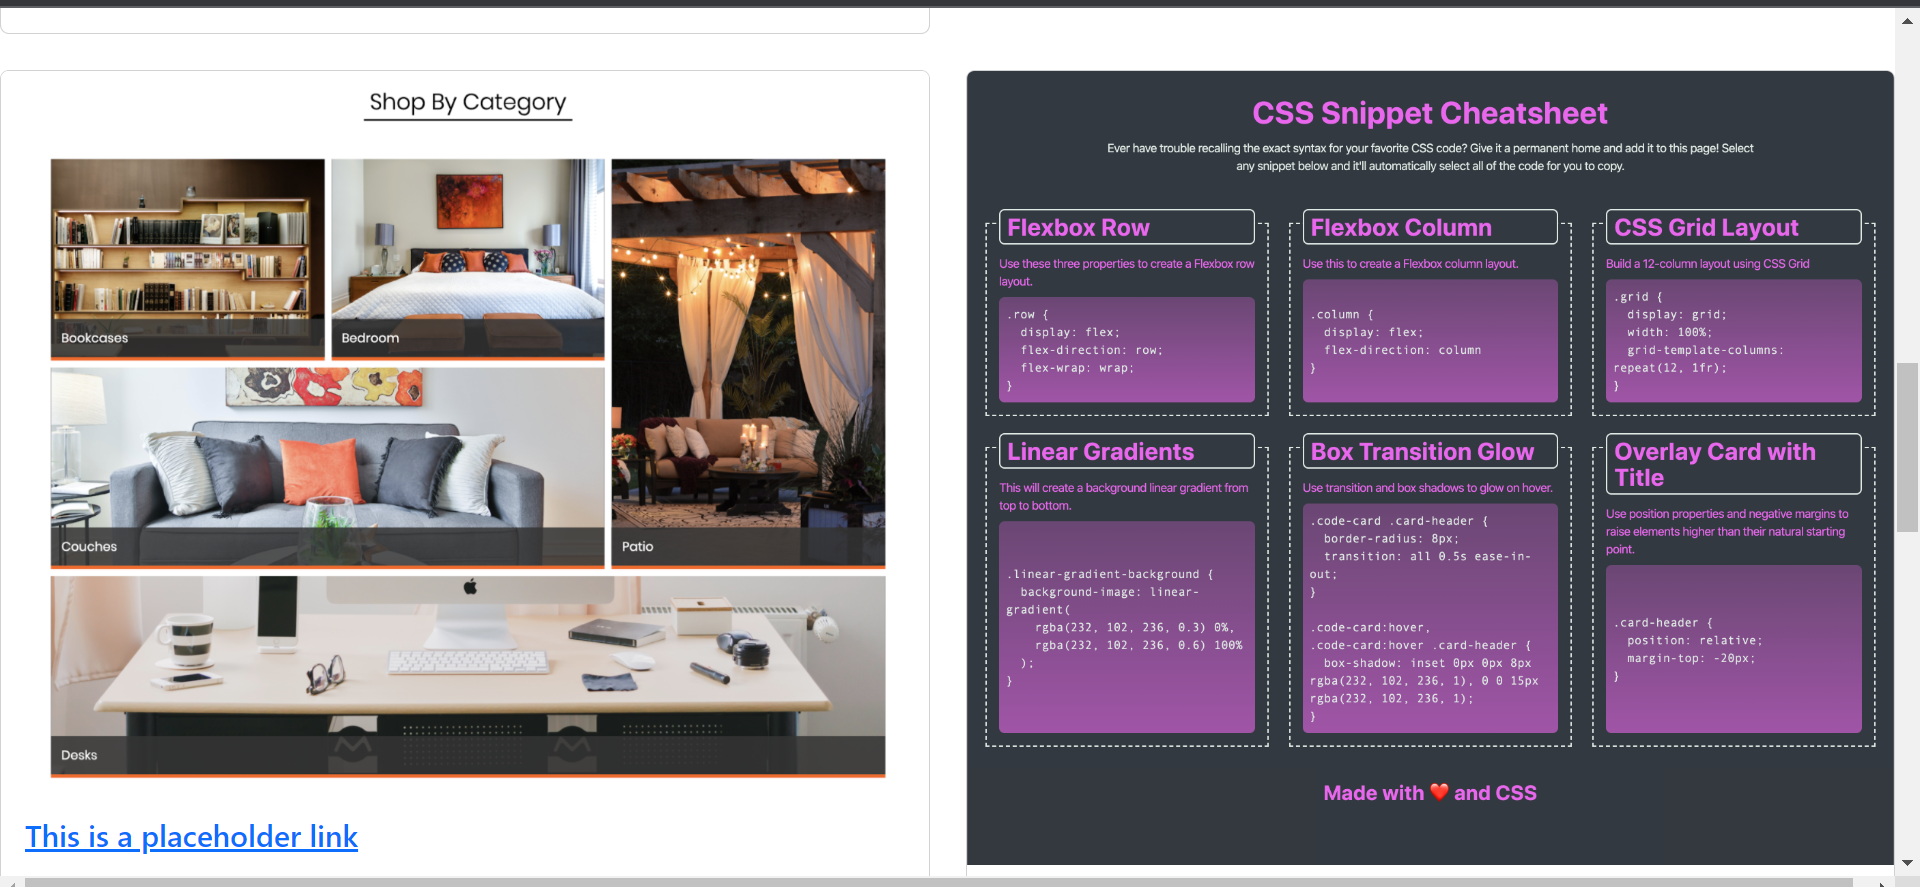 Shop By Category
Bookcases
Bedroom
Couches
Patio
Desks
This is a placeholder link
CSS Snippet Cheatsheet
Ever have trouble recalling the exact syntax for your favorite CSS code? Give it a permanent home and add it to this page! Select
any snippet below and it'll automatically select all of the code for you to copy.
Flexbox Row
Use these three properties to create a Flexbox row
layout.
.row {
  display: flex;
  flex-direction: row;
  flex-wrap: wrap;
}
Flexbox Column
Use this to create a Flexbox column layout.
.column {
  display: flex;
  flex-direction: column
}
CSS Grid Layout
Build a 12-column layout using CSS Grid
.grid {
  display: grid;
  width: 100%;
  grid-template-columns:
repeat(12, 1fr);
}
Linear Gradients
This will create a background linear gradient from
top to bottom.
.linear-gradient-background {
  background-image: linear-
gradient(
    rgba(232, 102, 236, 0.3) 0%,
    rgba(232, 102, 236, 0.6) 100%
  );
}
Box Transition Glow
Use transition and box shadows to glow on hover.
.code-card .card-header {
  border-radius: 8px;
  transition: all 0.5s ease-in-
out;
}
.code-card:hover,
.code-card:hover .card-header {
  box-shadow: inset 0px 0px 8px
rgba(232, 102, 236, 1), 0 0 15px
rgba(232, 102, 236, 1);
}
Overlay Card with
Title
Use position properties and negative margins to
raise elements higher than their natural starting
point.
.card-header {
  position: relative;
  margin-top: -20px;
}
Made with ❤️ and CSS